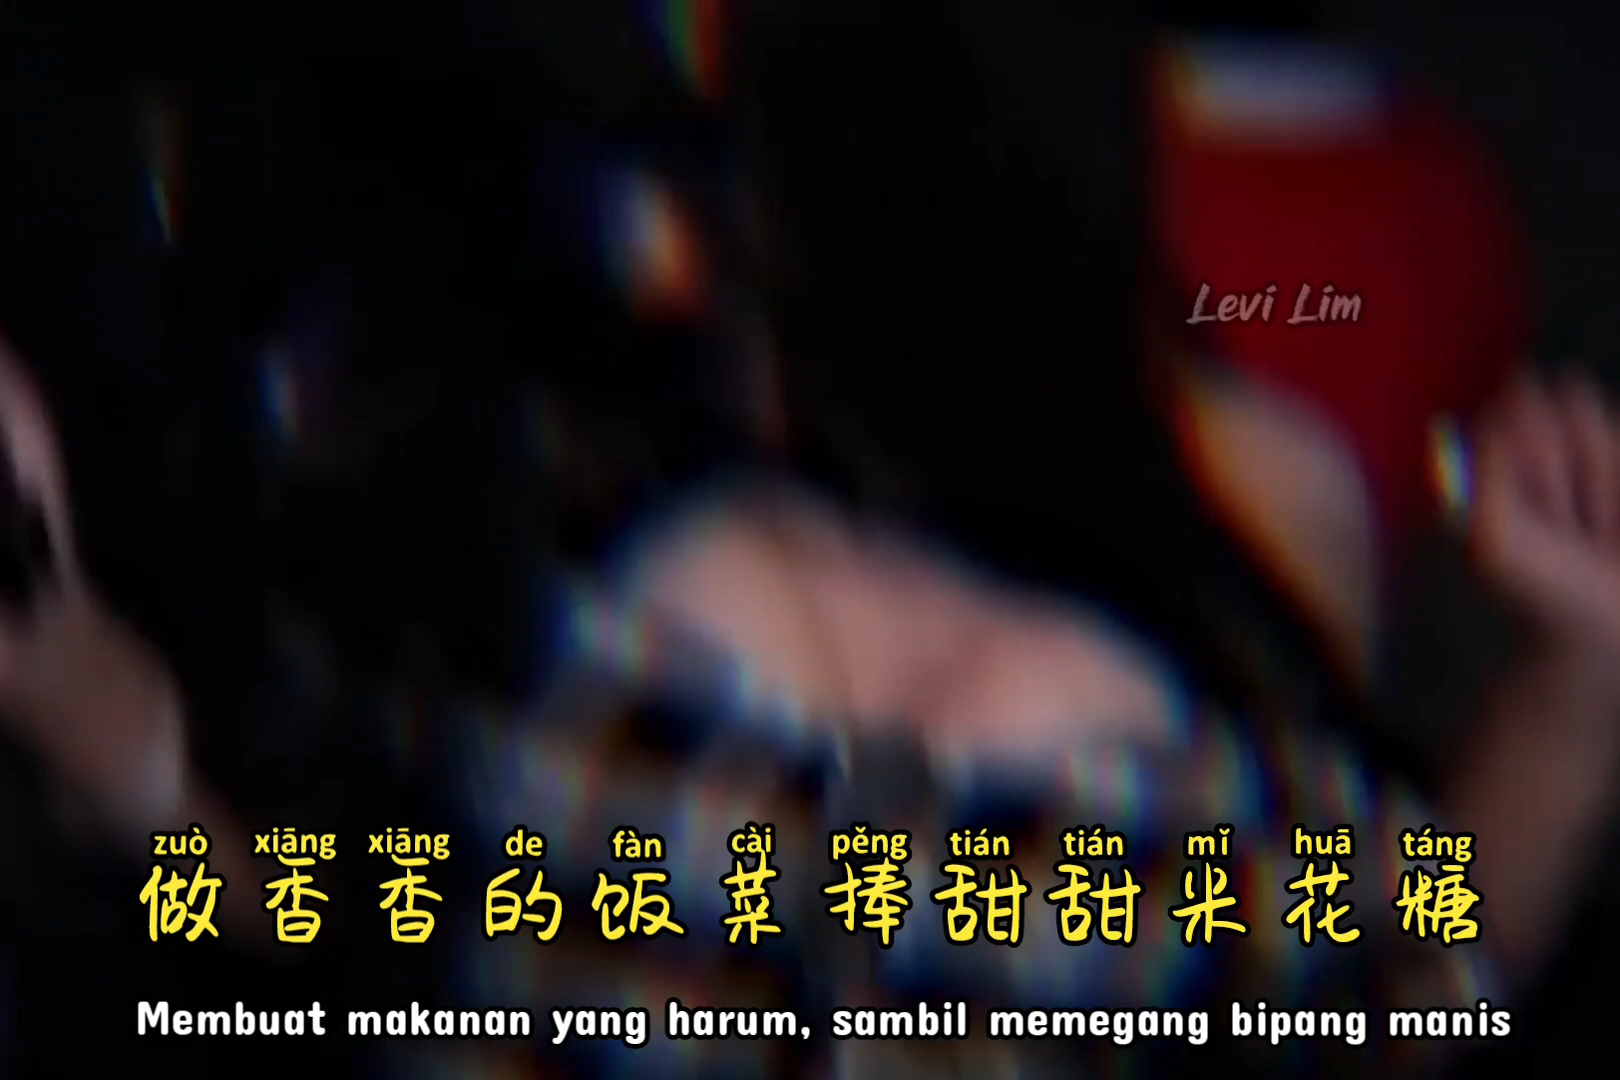 Levi Lim
zuò xiāng xiāng de fàn cài pěng tián tián mǐ huā táng
做香香的饭菜捧甜甜米花糖
Membuat makanan yang harum, sambil memegang bipang manis